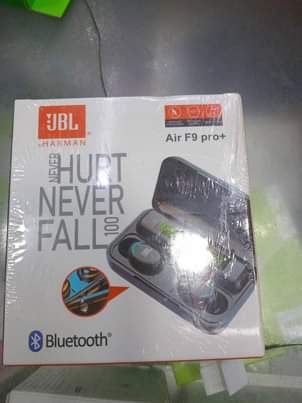 JBL
HARMAN
Air F9 pro+
NEVER
HURT
NEVER
FALL
100
Bluetooth®